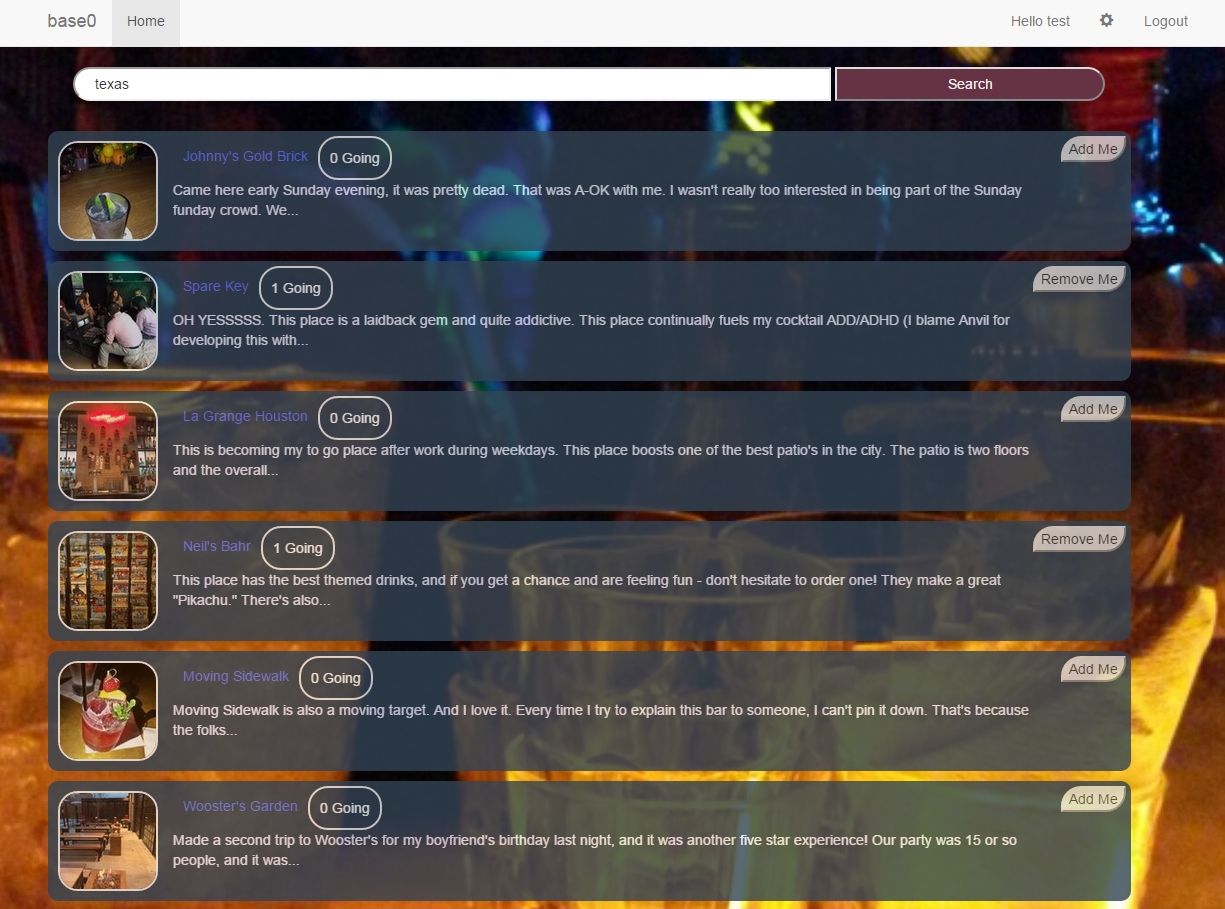 base0 Home Hello test Logout
texas Search
Johnny's Gold Brick 0 Going Add Me
Came here early Sunday evening, it was pretty dead. That was A-OK with me. I wasn't really too interested in being part of the Sunday
funday crowd. We...
Spare Key 1 Going Remove Me
OH YESSSSS. This place is a laidback gem and quite addictive. This place continually fuels my cocktail ADD/ADHD (I blame Anvil for
developing this with...
La Grange Houston 0 Going Add Me
This is becoming my to go place after work during weekdays. This place boosts one of the best patio's in the city. The patio is two floors
and the overall...
Neil's Bahr 1 Going Remove Me
This place has the best themed drinks, and if you get a chance and are feeling fun - don't hesitate to order one! They make a great
"Pikachu." There's also...
Moving Sidewalk 0 Going Add Me
Moving Sidewalk is also a moving target. And I love it. Every time I try to explain this bar to someone, I can't pin it down. That's because
the folks...
Wooster's Garden 0 Going Add Me
Made a second trip to Wooster's for my boyfriend's birthday last night, and it was another five star experience! Our party was 15 or so
people, and it was...